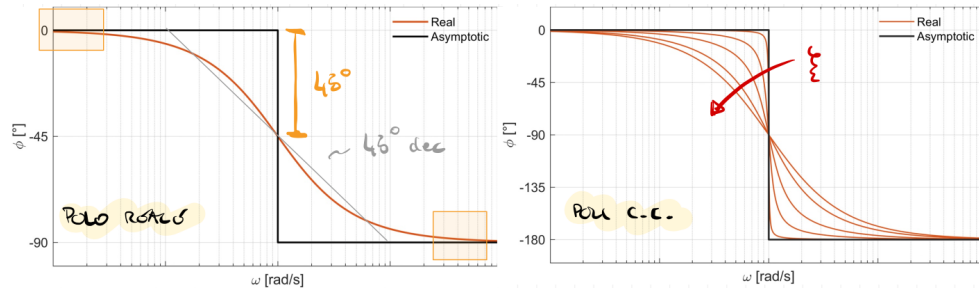 0
-45
-90
ϕ [°]
ω [rad/s]
Real
Asymptotic
45°
~ 45° dec
POLO REALE
0
-45
-90
-135
-180
ϕ [°]
ω [rad/s]
Real
Asymptotic
ξ
POLI C.C.